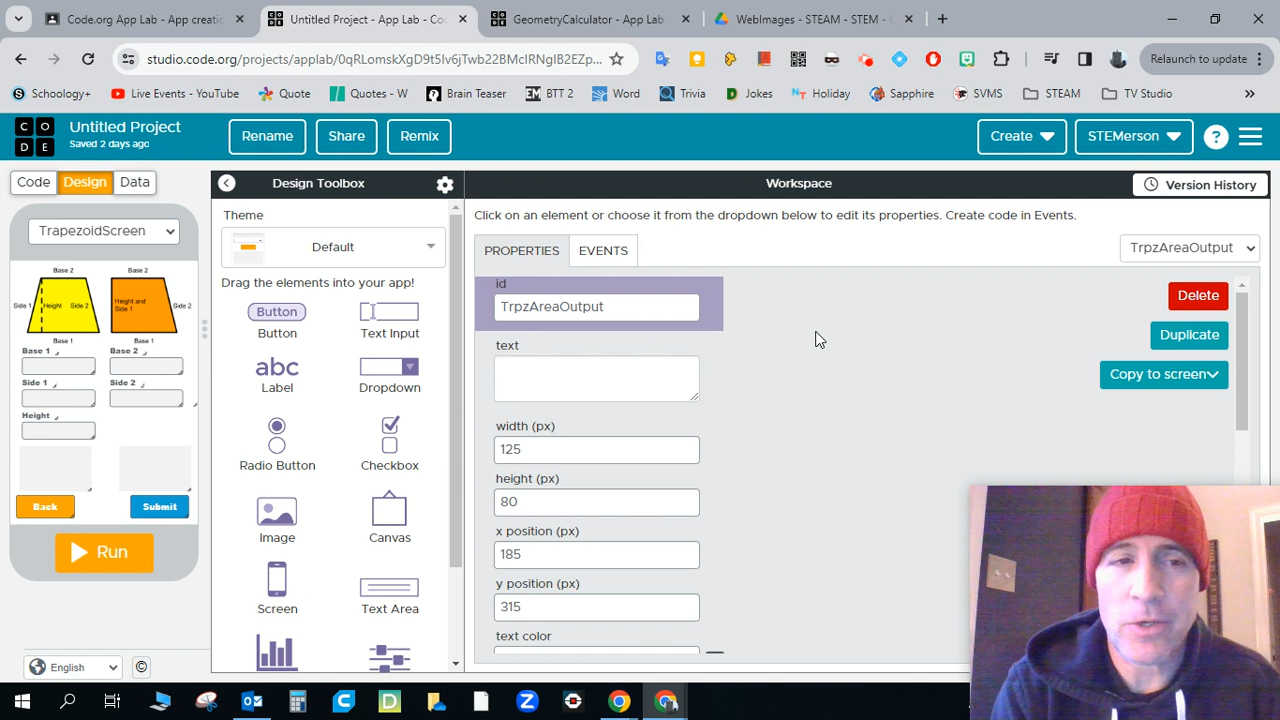 Code.org App Lab - App creatio
Untitled Project - App Lab - Co
GeometryCalculator - App Lab -
WebImages - STEAM - STEM -
studio.code.org/projects/applab/0qRLomskXgD9t5Iv6jTwb22BMclRNgIB2EZp...
Relaunch to update
Schoology+
Live Events - YouTube
Quote
Quotes - W
Brain Teaser
BTT 2
Word
Trivia
Jokes
Holiday
Sapphire
SVMS
STEAM
TV Studio
C O
D E
Untitled Project
Saved 2 days ago
Rename
Share
Remix
Create
STEMerson
?
Code
Design
Data
Design Toolbox
Workspace
Version History
TrapezoidScreen
Theme
Default
Click on an element or choose it from the dropdown below to edit its properties. Create code in Events.
PROPERTIES
EVENTS
TrpzAreaOutput
Base 2
Base 2
Side 1
Height
Side 2
Height and
Side 1
Side 2
Base 1
Base 1
Base 1
Base 2
Side 1
Side 2
Height
Back
Submit
Run
Drag the elements into your app!
Button
Button
Text Input
abc
Label
Dropdown
Radio Button
Checkbox
Image
Canvas
Screen
Text Area
id
TrpzAreaOutput
text
width (px)
125
height (px)
80
x position (px)
185
y position (px)
315
text color
Delete
Duplicate
Copy to screen
English
©